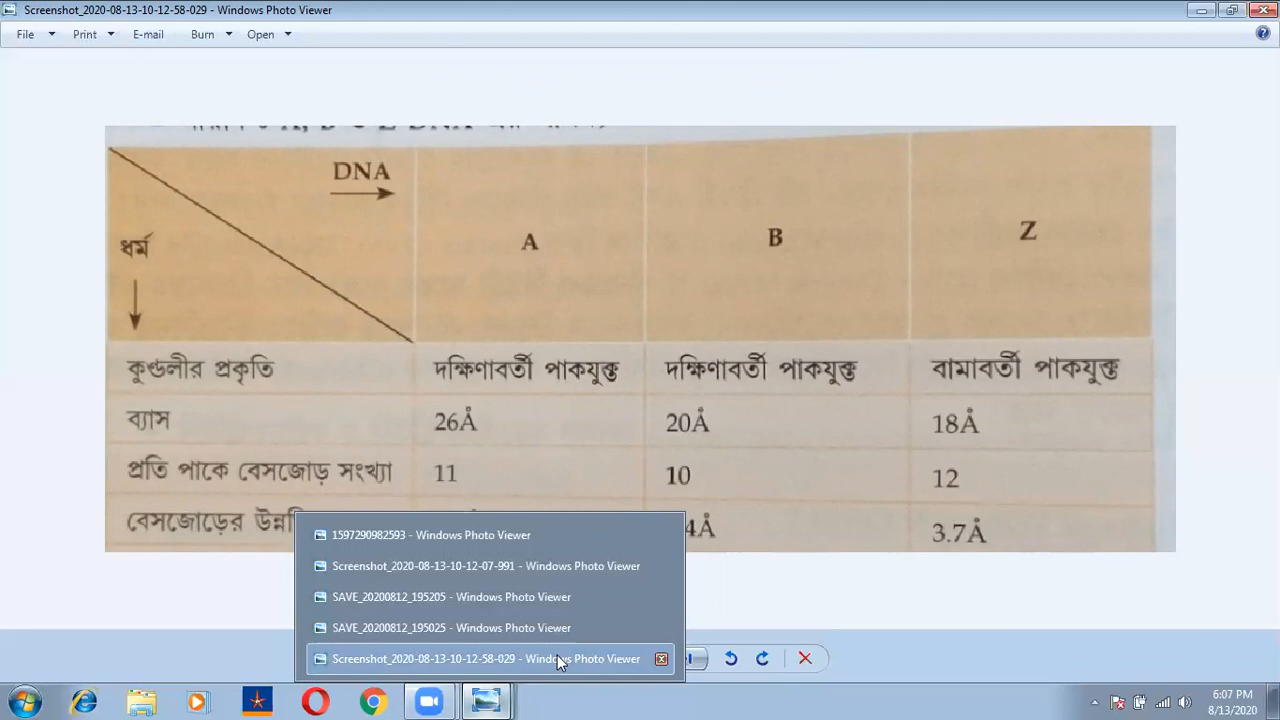 Screenshot_2020-08-13-10-12-58-029 - Windows Photo Viewer
File Print E-mail Burn Open
DNA
ধর্ম A B Z
কুণ্ডলীর প্রকৃতি দক্ষিণাবর্তী পাকযুক্ত দক্ষিণাবর্তী পাকযুক্ত বামাবর্তী পাকযুক্ত
ব্যাস 26Å 20Å 18Å
প্রতি পাকে বেসজোড় সংখ্যা 11 10 12
বেসজোড়ের 4Å 3.7Å
1597290982593 - Windows Photo Viewer
Screenshot_2020-08-13-10-12-07-991 - Windows Photo Viewer
SAVE_20200812_195205 - Windows Photo Viewer
SAVE_20200812_195025 - Windows Photo Viewer
Screenshot_2020-08-13-10-12-58-029 - Windows Photo Viewer
6:07 PM
8/13/2020